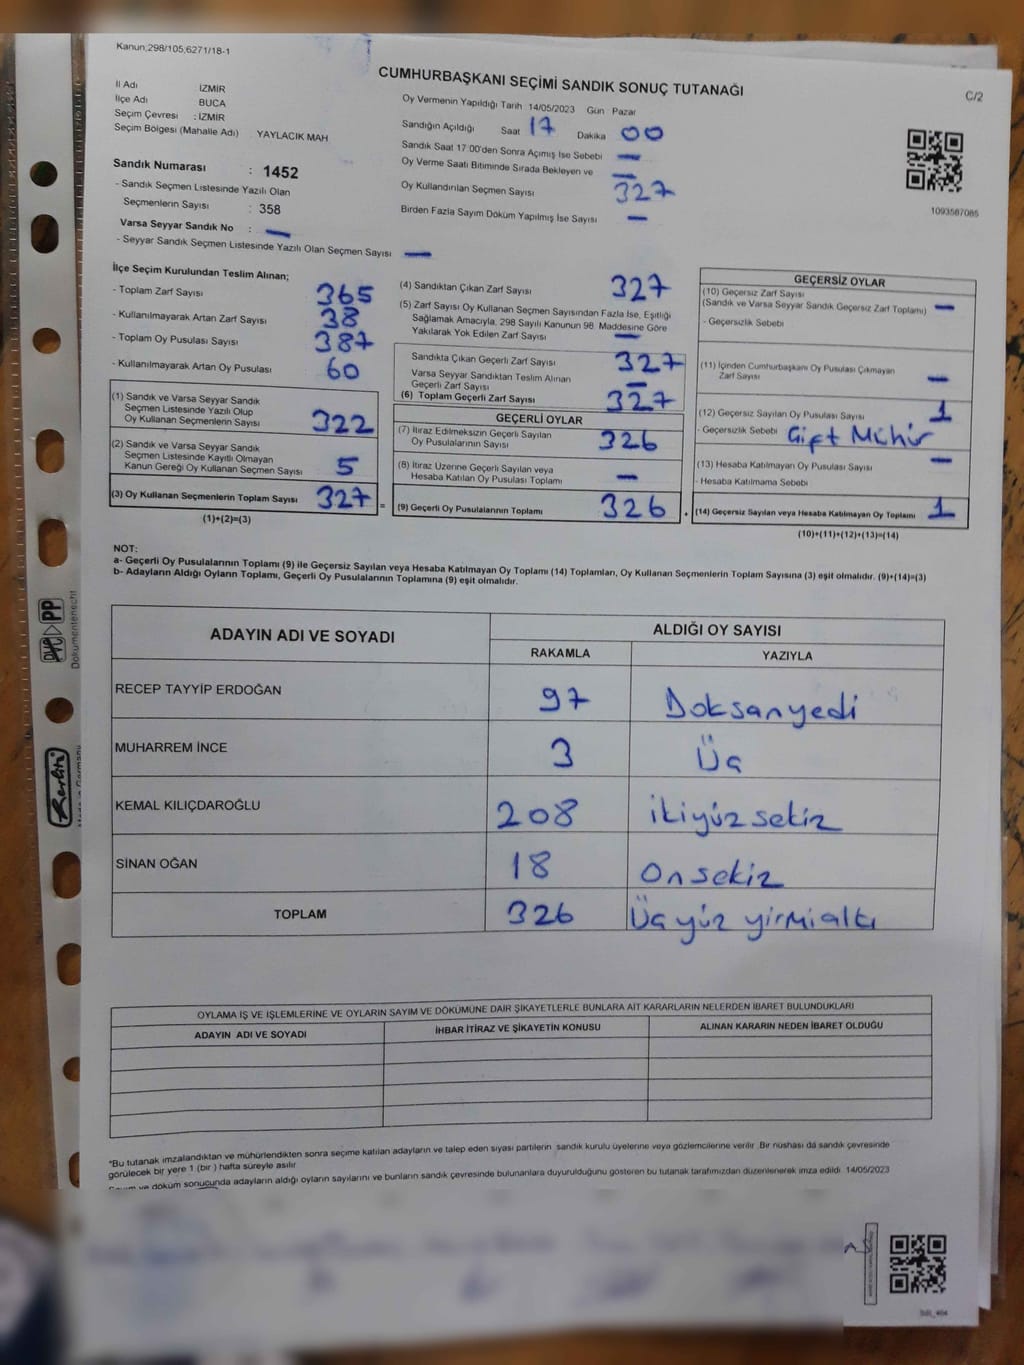 Kanun;298/105;6271/18-1
CUMHURBAŞKANI SEÇİMİ SANDIK SONUÇ TUTANAĞI
C/2
İl Adı İZMİR
İlçe Adı BUCA
Seçim Çevresi : İZMİR
Seçim Bölgesi (Mahalle Adı) YAYLACIK MAH
Sandık Numarası : 1452
- Sandık Seçmen Listesinde Yazılı Olan
Seçmenlerin Sayısı : 358
Varsa Seyyar Sandık No : —
- Seyyar Sandık Seçmen Listesinde Yazılı Olan Seçmen Sayısı —
Oy Vermenin Yapıldığı Tarih 14/05/2023 Gün Pazar
Sandığın Açıldığı Saat 17 Dakika 00
Sandık Saat 17:00'den Sonra Açımış İse Sebebi —
Oy Verme Saati Bitiminde Sırada Bekleyen ve —
Oy Kullandırılan Seçmen Sayısı 327
Birden Fazla Sayım Döküm Yapılmış İse Sayısı —
1093587085
İlçe Seçim Kurulundan Teslim Alınan;
- Toplam Zarf Sayısı 365
- Kullanılmayarak Artan Zarf Sayısı 38
- Toplam Oy Pusulası Sayısı 387
- Kullanılmayarak Artan Oy Pusulası 60
(1) Sandık ve Varsa Seyyar Sandık
Seçmen Listesinde Yazılı Olup
Oy Kullanan Seçmenlerin Sayısı 322
(2) Sandık ve Varsa Seyyar Sandık
Seçmen Listesinde Kayıtlı Olmayan
Kanun Gereği Oy Kullanan Seçmen Sayısı 5
(3) Oy Kullanan Seçmenlerin Toplam Sayısı 327 =
(1)+(2)=(3)
(4) Sandıktan Çıkan Zarf Sayısı 327
(5) Zarf Sayısı Oy Kullanan Seçmen Sayısından Fazla İse, Eşitliği
Sağlamak Amacıyla, 298 Sayılı Kanunun 98. Maddesine Göre
Yakılarak Yok Edilen Zarf Sayısı —
Sandıkta Çıkan Geçerli Zarf Sayısı 327
Varsa Seyyar Sandıktan Teslim Alınan
Geçerli Zarf Sayısı —
(6) Toplam Geçerli Zarf Sayısı 327
GEÇERLİ OYLAR
(7) İtiraz Edilmeksizin Geçerli Sayılan
Oy Pusulalarının Sayısı 326
(8) İtiraz Üzerine Geçerli Sayılan veya
Hesaba Katılan Oy Pusulası Toplamı —
(9) Geçerli Oy Pusulalarının Toplamı 326 +
GEÇERSİZ OYLAR
(10) Geçersiz Zarf Sayısı
(Sandık ve Varsa Seyyar Sandık Geçersiz Zarf Toplamı) —
- Geçersizlik Sebebi
(11) İçinden Cumhurbaşkanı Oy Pusulası Çıkmayan
Zarf Sayısı —
(12) Geçersiz Sayılan Oy Pusulası Sayısı 1
- Geçersizlik Sebebi Çift Mühür
(13) Hesaba Katılmayan Oy Pusulası Sayısı —
- Hesaba Katılmama Sebebi
(14) Geçersiz Sayılan veya Hesaba Katılmayan Oy Toplamı 1
(10)+(11)+(12)+(13)=(14)
NOT:
a- Geçerli Oy Pusulalarının Toplamı (9) ile Geçersiz Sayılan veya Hesaba Katılmayan Oy Toplamı (14) Toplamları, Oy Kullanan Seçmenlerin Toplam Sayısına (3) eşit olmalıdır. (9)+(14)=(3)
b- Adayların Aldığı Oyların Toplamı, Geçerli Oy Pusulalarının Toplamına (9) eşit olmalıdır.
ADAYIN ADI VE SOYADI ALDIĞI OY SAYISI
RAKAMLA YAZIYLA
RECEP TAYYİP ERDOĞAN 97 Doksanyedi
MUHARREM İNCE 3 Üç
KEMAL KILIÇDAROĞLU 208 ikiyüzsekiz
SİNAN OĞAN 18 Onsekiz
TOPLAM 326 Üçyüz yirmialtı
OYLAMA İŞ VE İŞLEMLERİNE VE OYLARIN SAYIM VE DÖKÜMÜNE DAİR ŞİKAYETLERLE BUNLARA AİT KARARLARIN NELERDEN İBARET BULUNDUKLARI
ADAYIN ADI VE SOYADI İHBAR İTİRAZ VE ŞİKAYETİN KONUSU ALINAN KARARIN NEDEN İBARET OLDUĞU
*Bu tutanak imzalandıktan ve mühürlendikten sonra seçime katılan adayların ve talep eden siyasi partilerin sandık kurulu üyelerine veya gözlemcilerine verilir. Bir nüshası da sandık çevresinde
görülecek bir yere 1 (bir) hafta süreyle asılır
Sayım ve döküm sonucunda adayların aldığı oyların sayılarını ve bunların sandık çevresinde bulunanlara duyurulduğunu gösteren bu tutanak tarafımızdan düzenlenerek imza edildi. 14/05/2023
PVC PP
Dokumentenecht
Herlitz